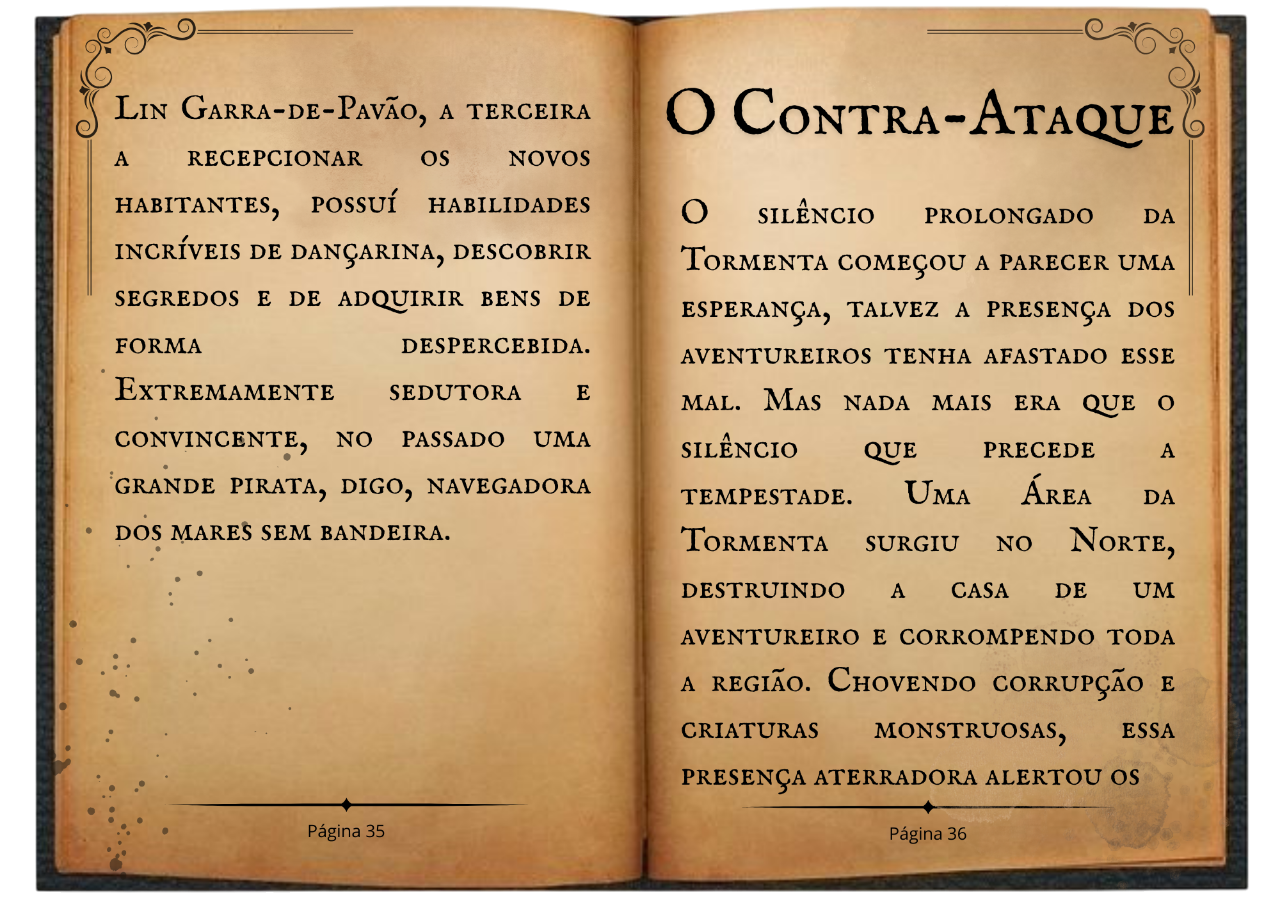 Lin Garra-de-Pavão, a terceira
a recepcionar os novos
habitantes, possuí habilidades
incríveis de dançarina, descobrir
segredos e de adquirir bens de
forma despercebida.
Extremamente sedutora e
convincente, no passado uma
grande pirata, digo, navegadora
dos mares sem bandeira.
Página 35
O Contra-Ataque
O silêncio prolongado da
Tormenta começou a parecer uma
esperança, talvez a presença dos
aventureiros tenha afastado esse
mal. Mas nada mais era que o
silêncio que precede a
tempestade. Uma Área da
Tormenta surgiu no Norte,
destruindo a casa de um
aventureiro e corrompendo toda
a região. Chovendo corrupção e
criaturas monstruosas, essa
presença aterradora alertou os
Página 36